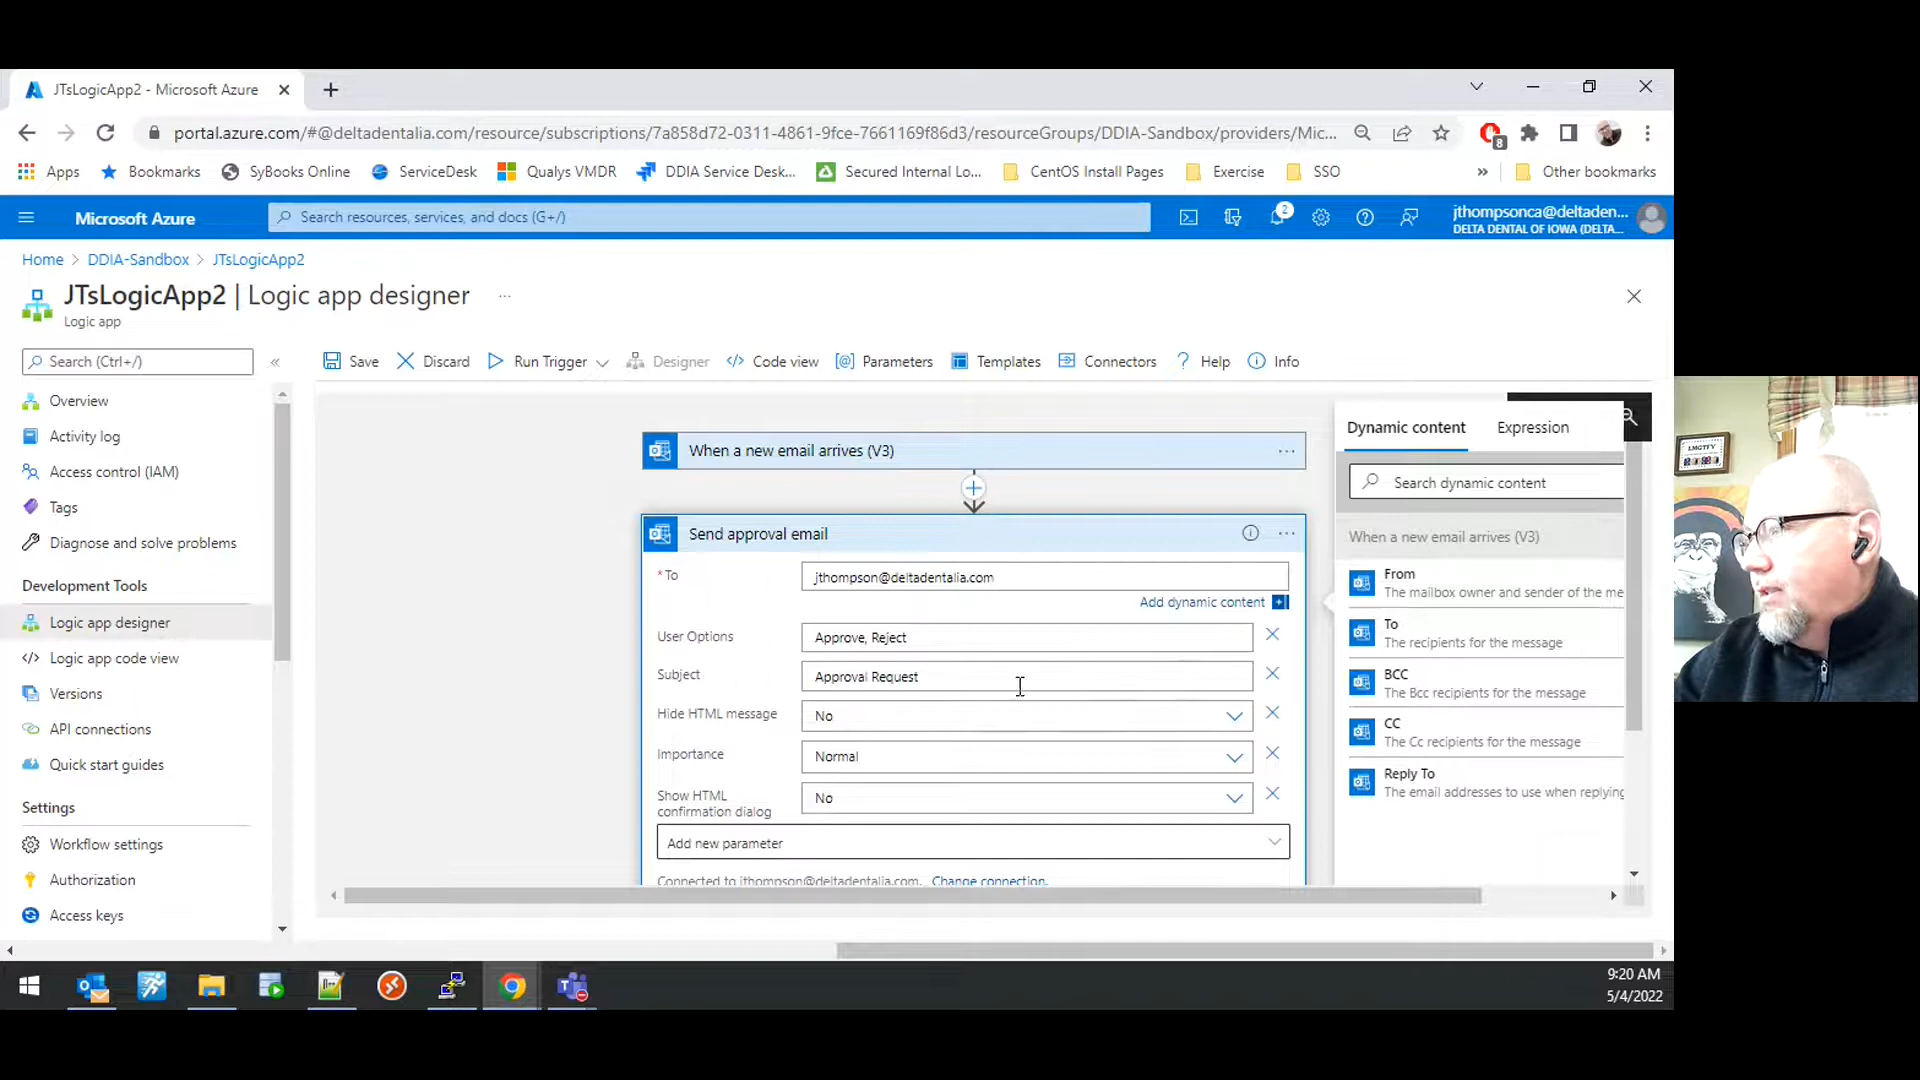 JTsLogicApp2 - Microsoft Azure
portal.azure.com/#@deltadentalia.com/resource/subscriptions/7a858d72-0311-4861-9fce-7661169f86d3/resourceGroups/DDIA-Sandbox/providers/Mic...
8
Apps Bookmarks SyBooks Online ServiceDesk Qualys VMDR DDIA Service Desk... Secured Internal Lo... CentOS Install Pages Exercise SSO » Other bookmarks
Microsoft Azure
Search resources, services, and docs (G+/)
2
jthompsonca@deltaden...
DELTA DENTAL OF IOWA (DELTA...
Home > DDIA-Sandbox > JTsLogicApp2
JTsLogicApp2 | Logic app designer ...
Logic app
Search (Ctrl+/) «
Save Discard Run Trigger Designer Code view Parameters Templates Connectors Help Info
Overview
Activity log
Access control (IAM)
Tags
Diagnose and solve problems
Development Tools
Logic app designer
Logic app code view
Versions
API connections
Quick start guides
Settings
Workflow settings
Authorization
Access keys
When a new email arrives (V3) ...
Send approval email ...
* To
jthompson@deltadentalia.com
Add dynamic content
User Options
Approve, Reject
Subject
Approval Request
Hide HTML message
No
Importance
Normal
Show HTML
confirmation dialog
No
Add new parameter
Connected to jthompson@deltadentalia.com. Change connection.
Dynamic content Expression
Search dynamic content
When a new email arrives (V3)
From
The mailbox owner and sender of the me
To
The recipients for the message
BCC
The Bcc recipients for the message
CC
The Cc recipients for the message
Reply To
The email addresses to use when replying
LMGTFY
9:20 AM
5/4/2022